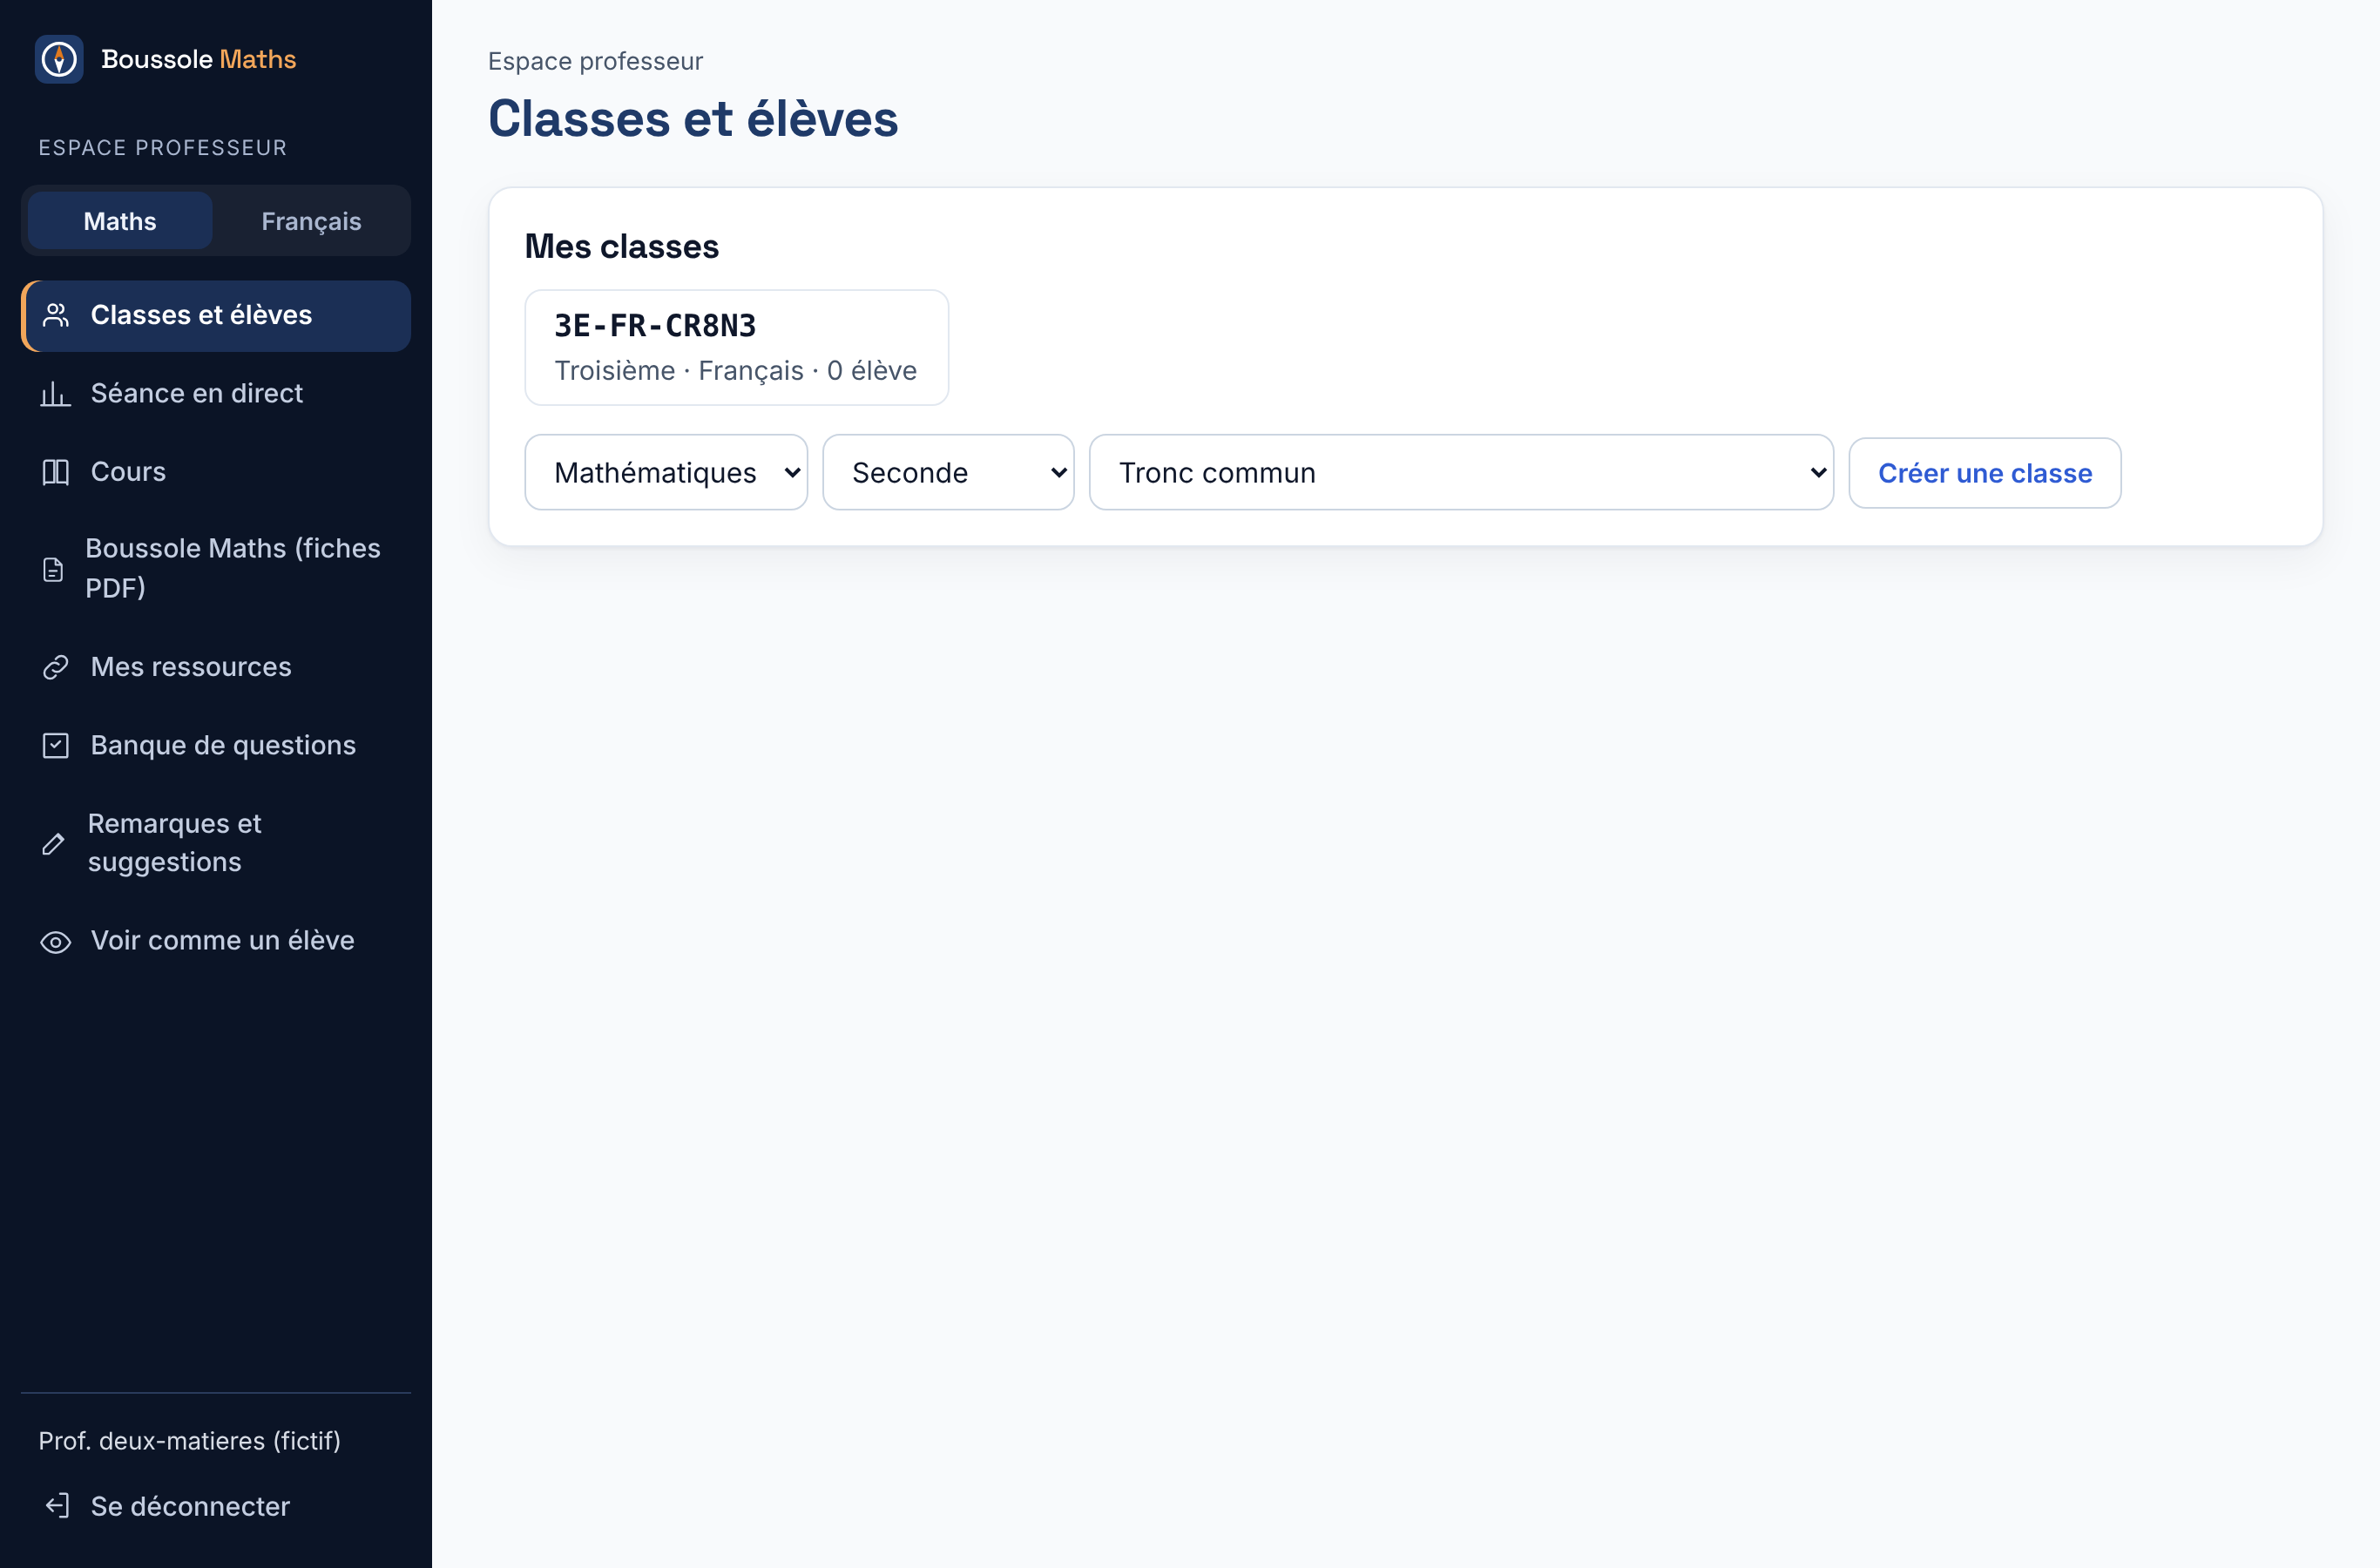 Boussole Maths
ESPACE PROFESSEUR
Maths
Français
Classes et élèves
Séance en direct
Cours
Boussole Maths (fiches
PDF)
Mes ressources
Banque de questions
Remarques et
suggestions
Voir comme un élève
Prof. deux-matieres (fictif)
Se déconnecter
Espace professeur
Classes et élèves
Mes classes
3E-FR-CR8N3
Troisième · Français · 0 élève
Mathématiques
Seconde
Tronc commun
Créer une classe